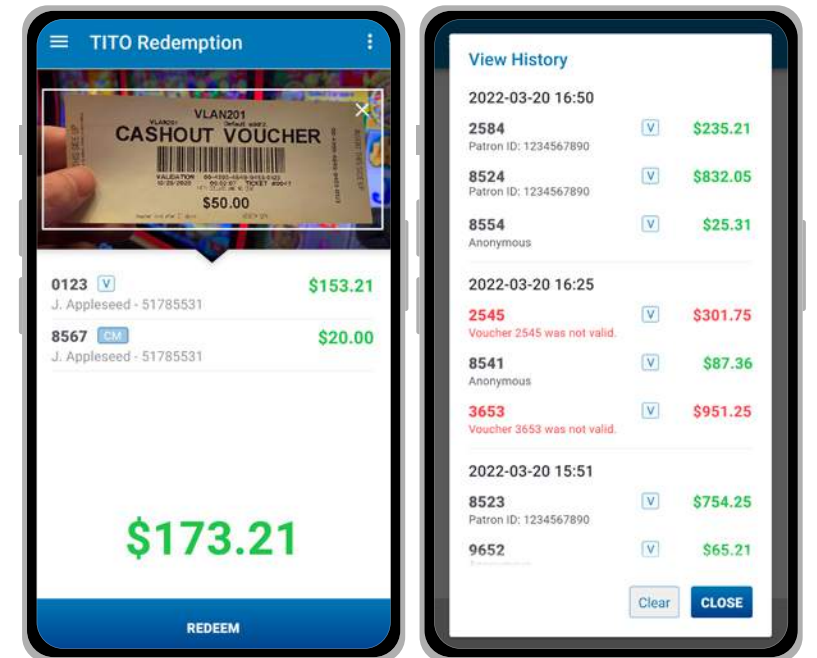 TITO Redemption
VLAN201
VLAN201
CASHOUT VOUCHER
VALIDATION
TICKET #0047
$50.00
0123 V $153.21
J. Appleseed - 51785531
8567 CM $20.00
J. Appleseed - 51785531
$173.21
REDEEM
View History
2022-03-20 16:50
2584 V $235.21
Patron ID: 1234567890
8524 V $832.05
Patron ID: 1234567890
8554 V $25.31
Anonymous
2022-03-20 16:25
2545 V $301.75
Voucher 2545 was not valid.
8541 V $87.36
Anonymous
3653 V $951.25
Voucher 3653 was not valid.
2022-03-20 15:51
8523 V $754.25
Patron ID: 1234567890
9652 V $65.21
Clear CLOSE